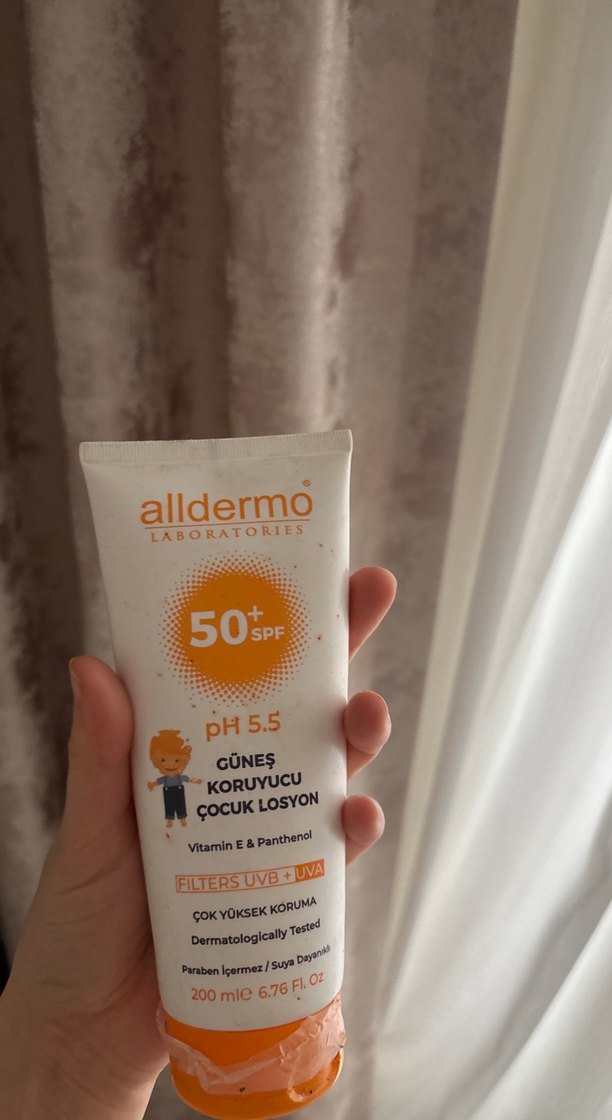 alldermo®
LABORATORIES
50+ SPF
pH 5.5
GÜNEŞ
KORUYUCU
ÇOCUK LOSYON
Vitamin E & Panthenol
FILTERS UVB + UVA
ÇOK YÜKSEK KORUMA
Dermatologically Tested
Paraben İçermez / Suya Dayanıklı
200 ml℮ 6.76 Fl. Oz